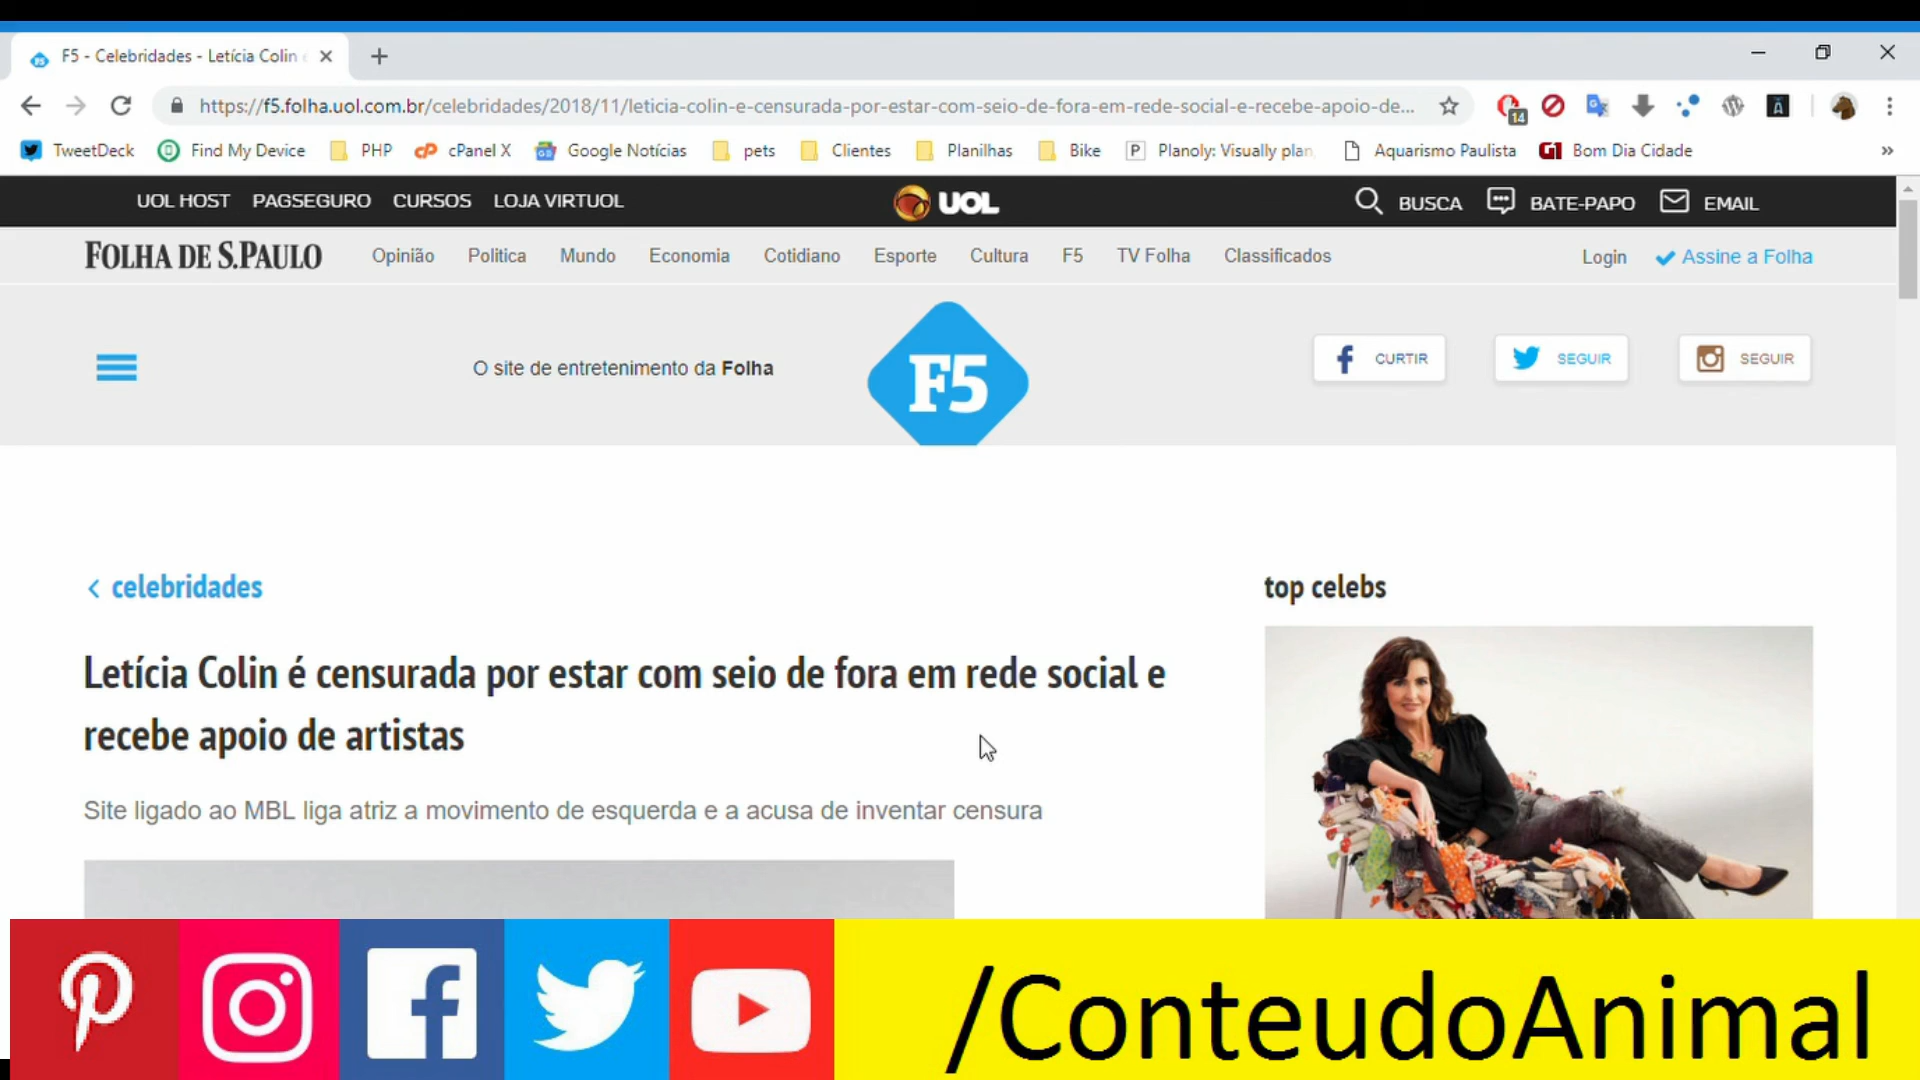 F5 - Celebridades - Letícia Colin
https://f5.folha.uol.com.br/celebridades/2018/11/leticia-colin-e-censurada-por-estar-com-seio-de-fora-em-rede-social-e-recebe-apoio-de...
14
TweetDeck Find My Device PHP cPanel X Google Notícias pets Clientes Planilhas Bike Planoly: Visually plan Aquarismo Paulista Bom Dia Cidade »
UOL HOST PAGSEGURO CURSOS LOJA VIRTUOL UOL BUSCA BATE-PAPO EMAIL
FOLHA DE S.PAULO Opinião Politica Mundo Economia Cotidiano Esporte Cultura F5 TV Folha Classificados Login Assine a Folha
O site de entretenimento da Folha F5 CURTIR SEGUIR SEGUIR
celebridades
top celebs
Letícia Colin é censurada por estar com seio de fora em rede social e
recebe apoio de artistas
Site ligado ao MBL liga atriz a movimento de esquerda e a acusa de inventar censura
/ConteudoAnimal